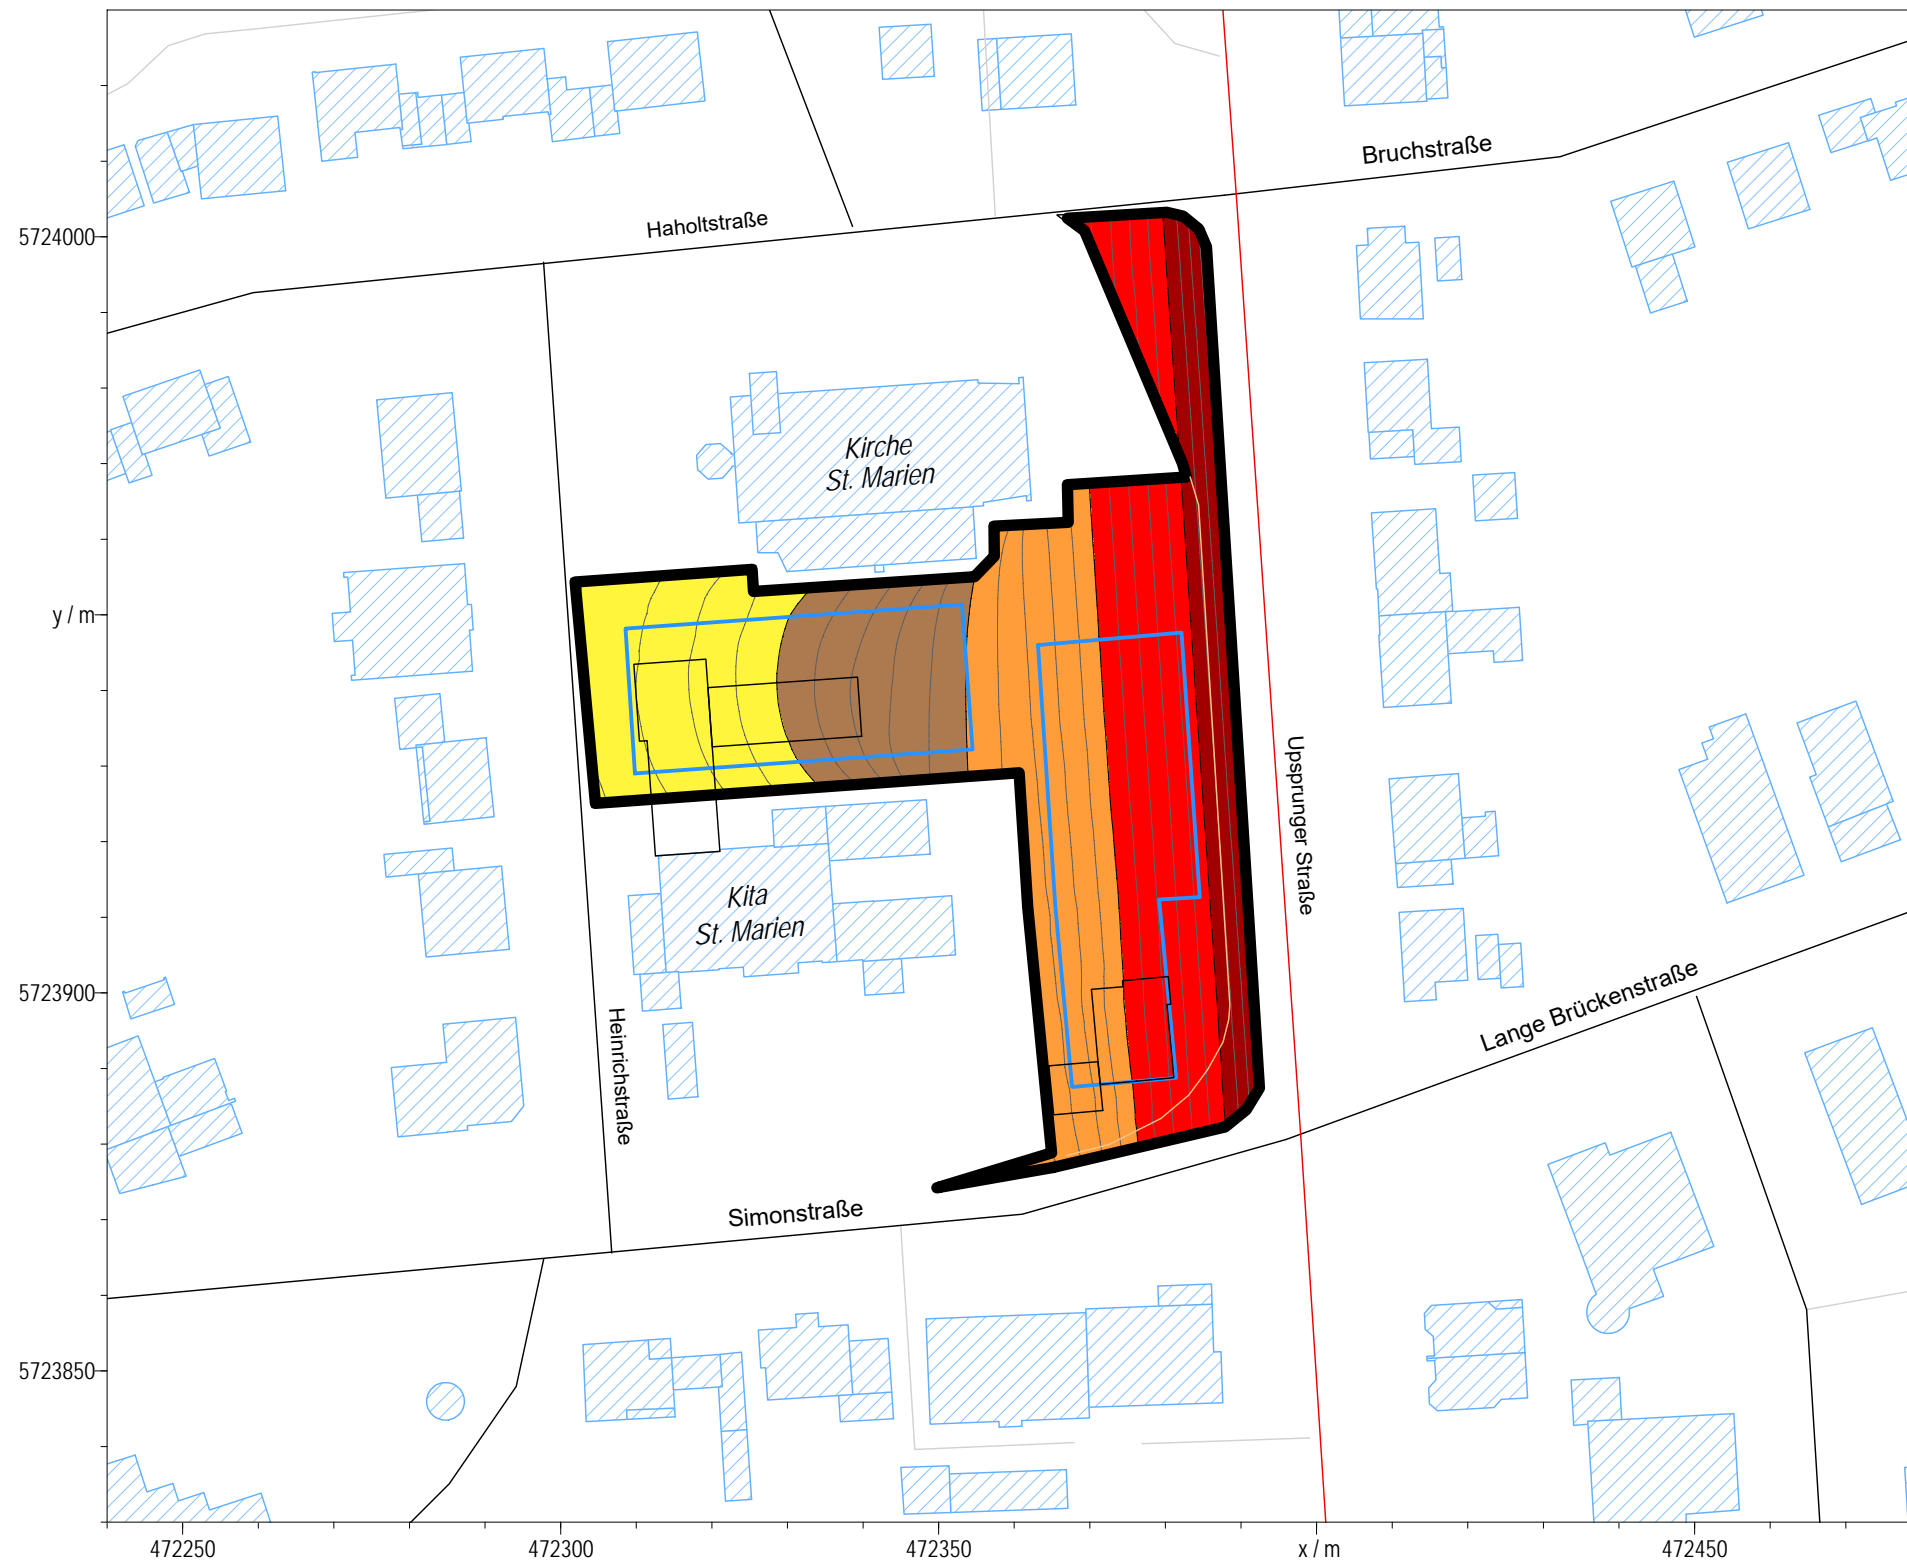 Bruchstraße
Haholtstraße
5724000
Kirche
St. Marien
y / m
Upsprunger Straße
Kita
St. Marien
Lange Brückenstraße
5723900
Heinrichstraße
Simonstraße
5723850
472250
472300
472350
x / m
472450